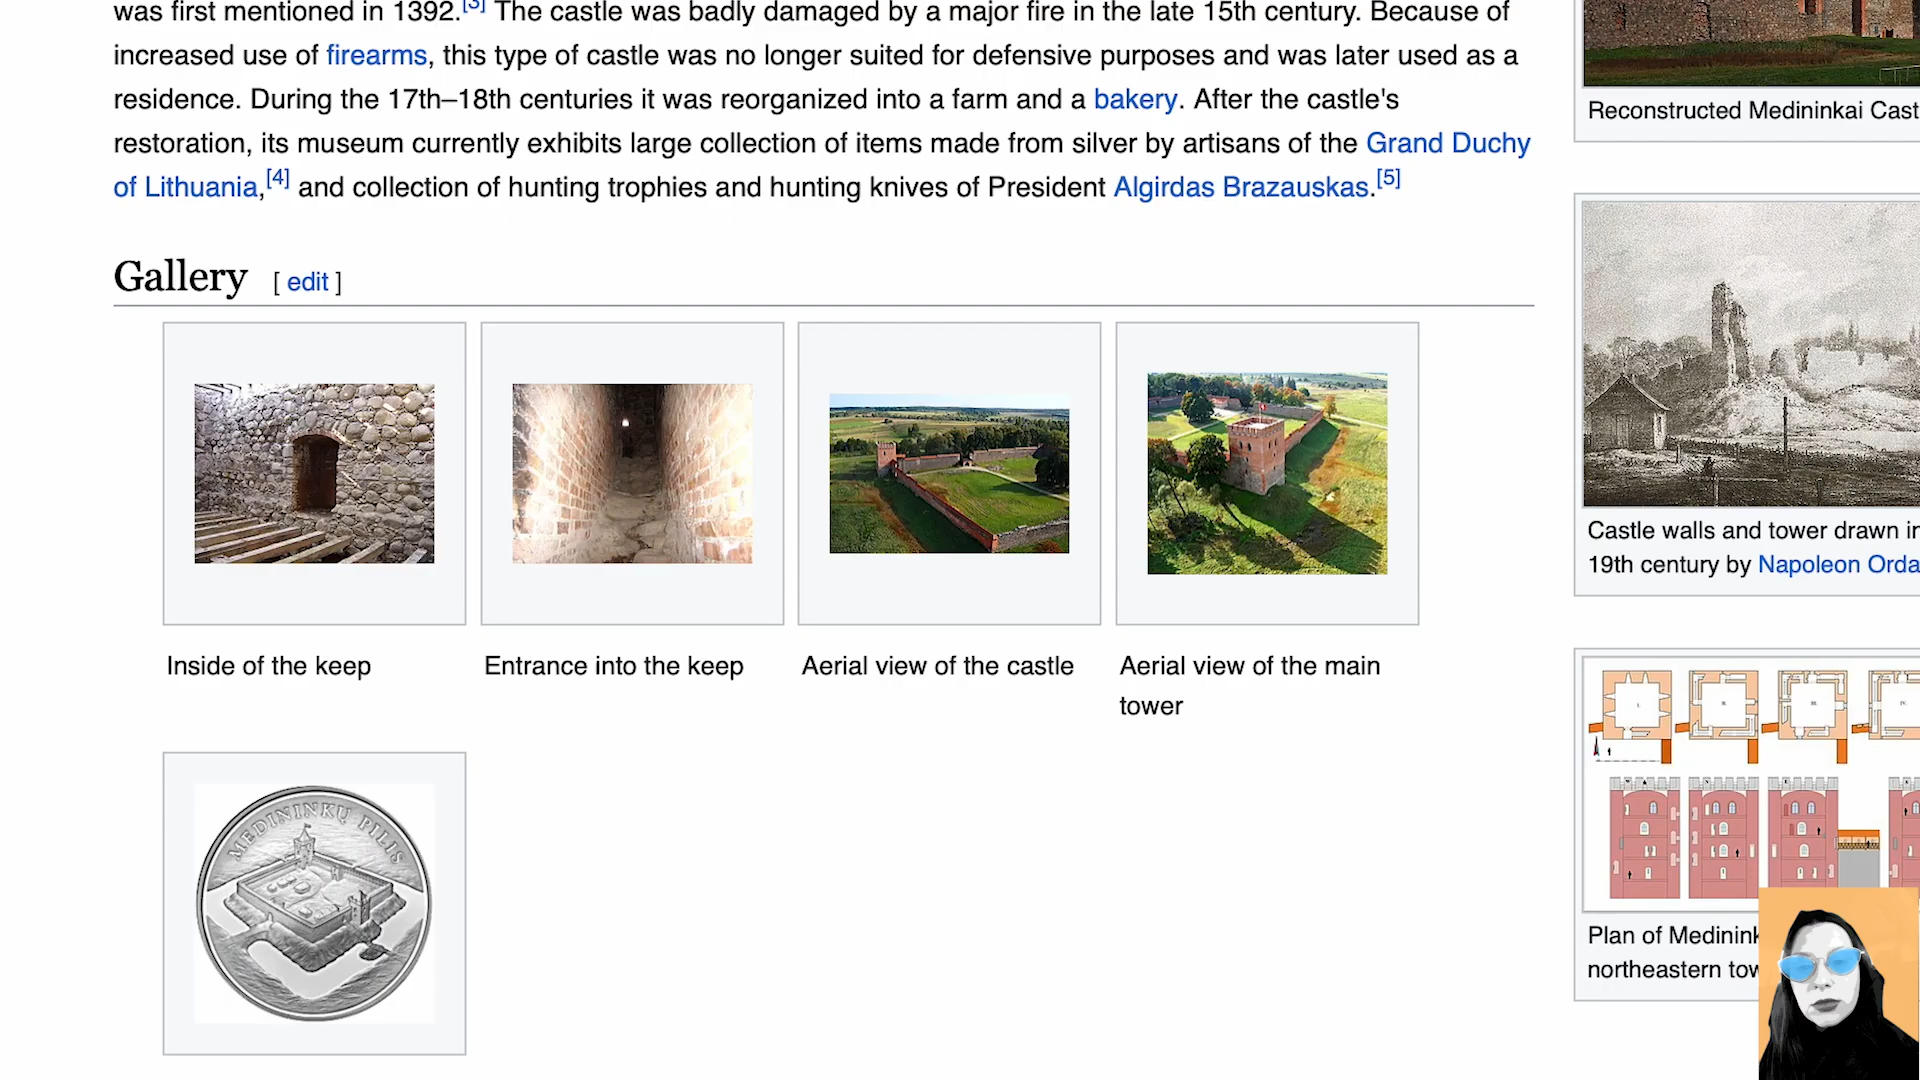 was first mentioned in 1392.[3] The castle was badly damaged by a major fire in the late 15th century. Because of
increased use of firearms, this type of castle was no longer suited for defensive purposes and was later used as a
residence. During the 17th–18th centuries it was reorganized into a farm and a bakery. After the castle's
restoration, its museum currently exhibits large collection of items made from silver by artisans of the Grand Duchy
of Lithuania,[4] and collection of hunting trophies and hunting knives of President Algirdas Brazauskas.[5]
Gallery [ edit ]
Inside of the keep
Entrance into the keep
Aerial view of the castle
Aerial view of the main
tower
MEDININKŲ PILIS
Reconstructed Medininkai Cast
Castle walls and tower drawn in
19th century by Napoleon Orda
I.
II.
III.
IV.
Plan of Medinink
northeastern tow